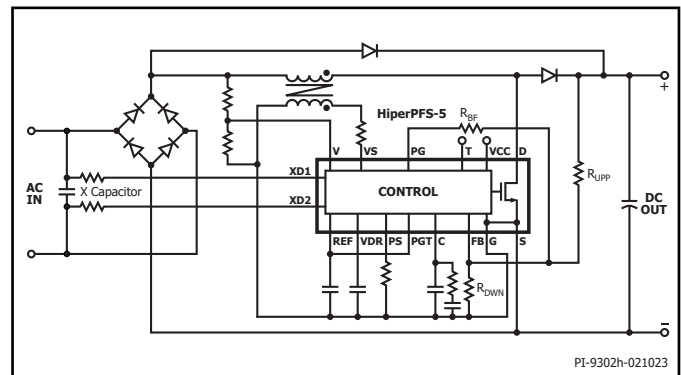 +
HiperPFS-5
R_BF
V
VS
PG
T
VCC
D
R_UPP
XD1
AC
IN
X Capacitor
CONTROL
DC
OUT
XD2
REF
VDR
PS
PGT
C
FB
G
S
R_DWN
–
PI-9302h-021023